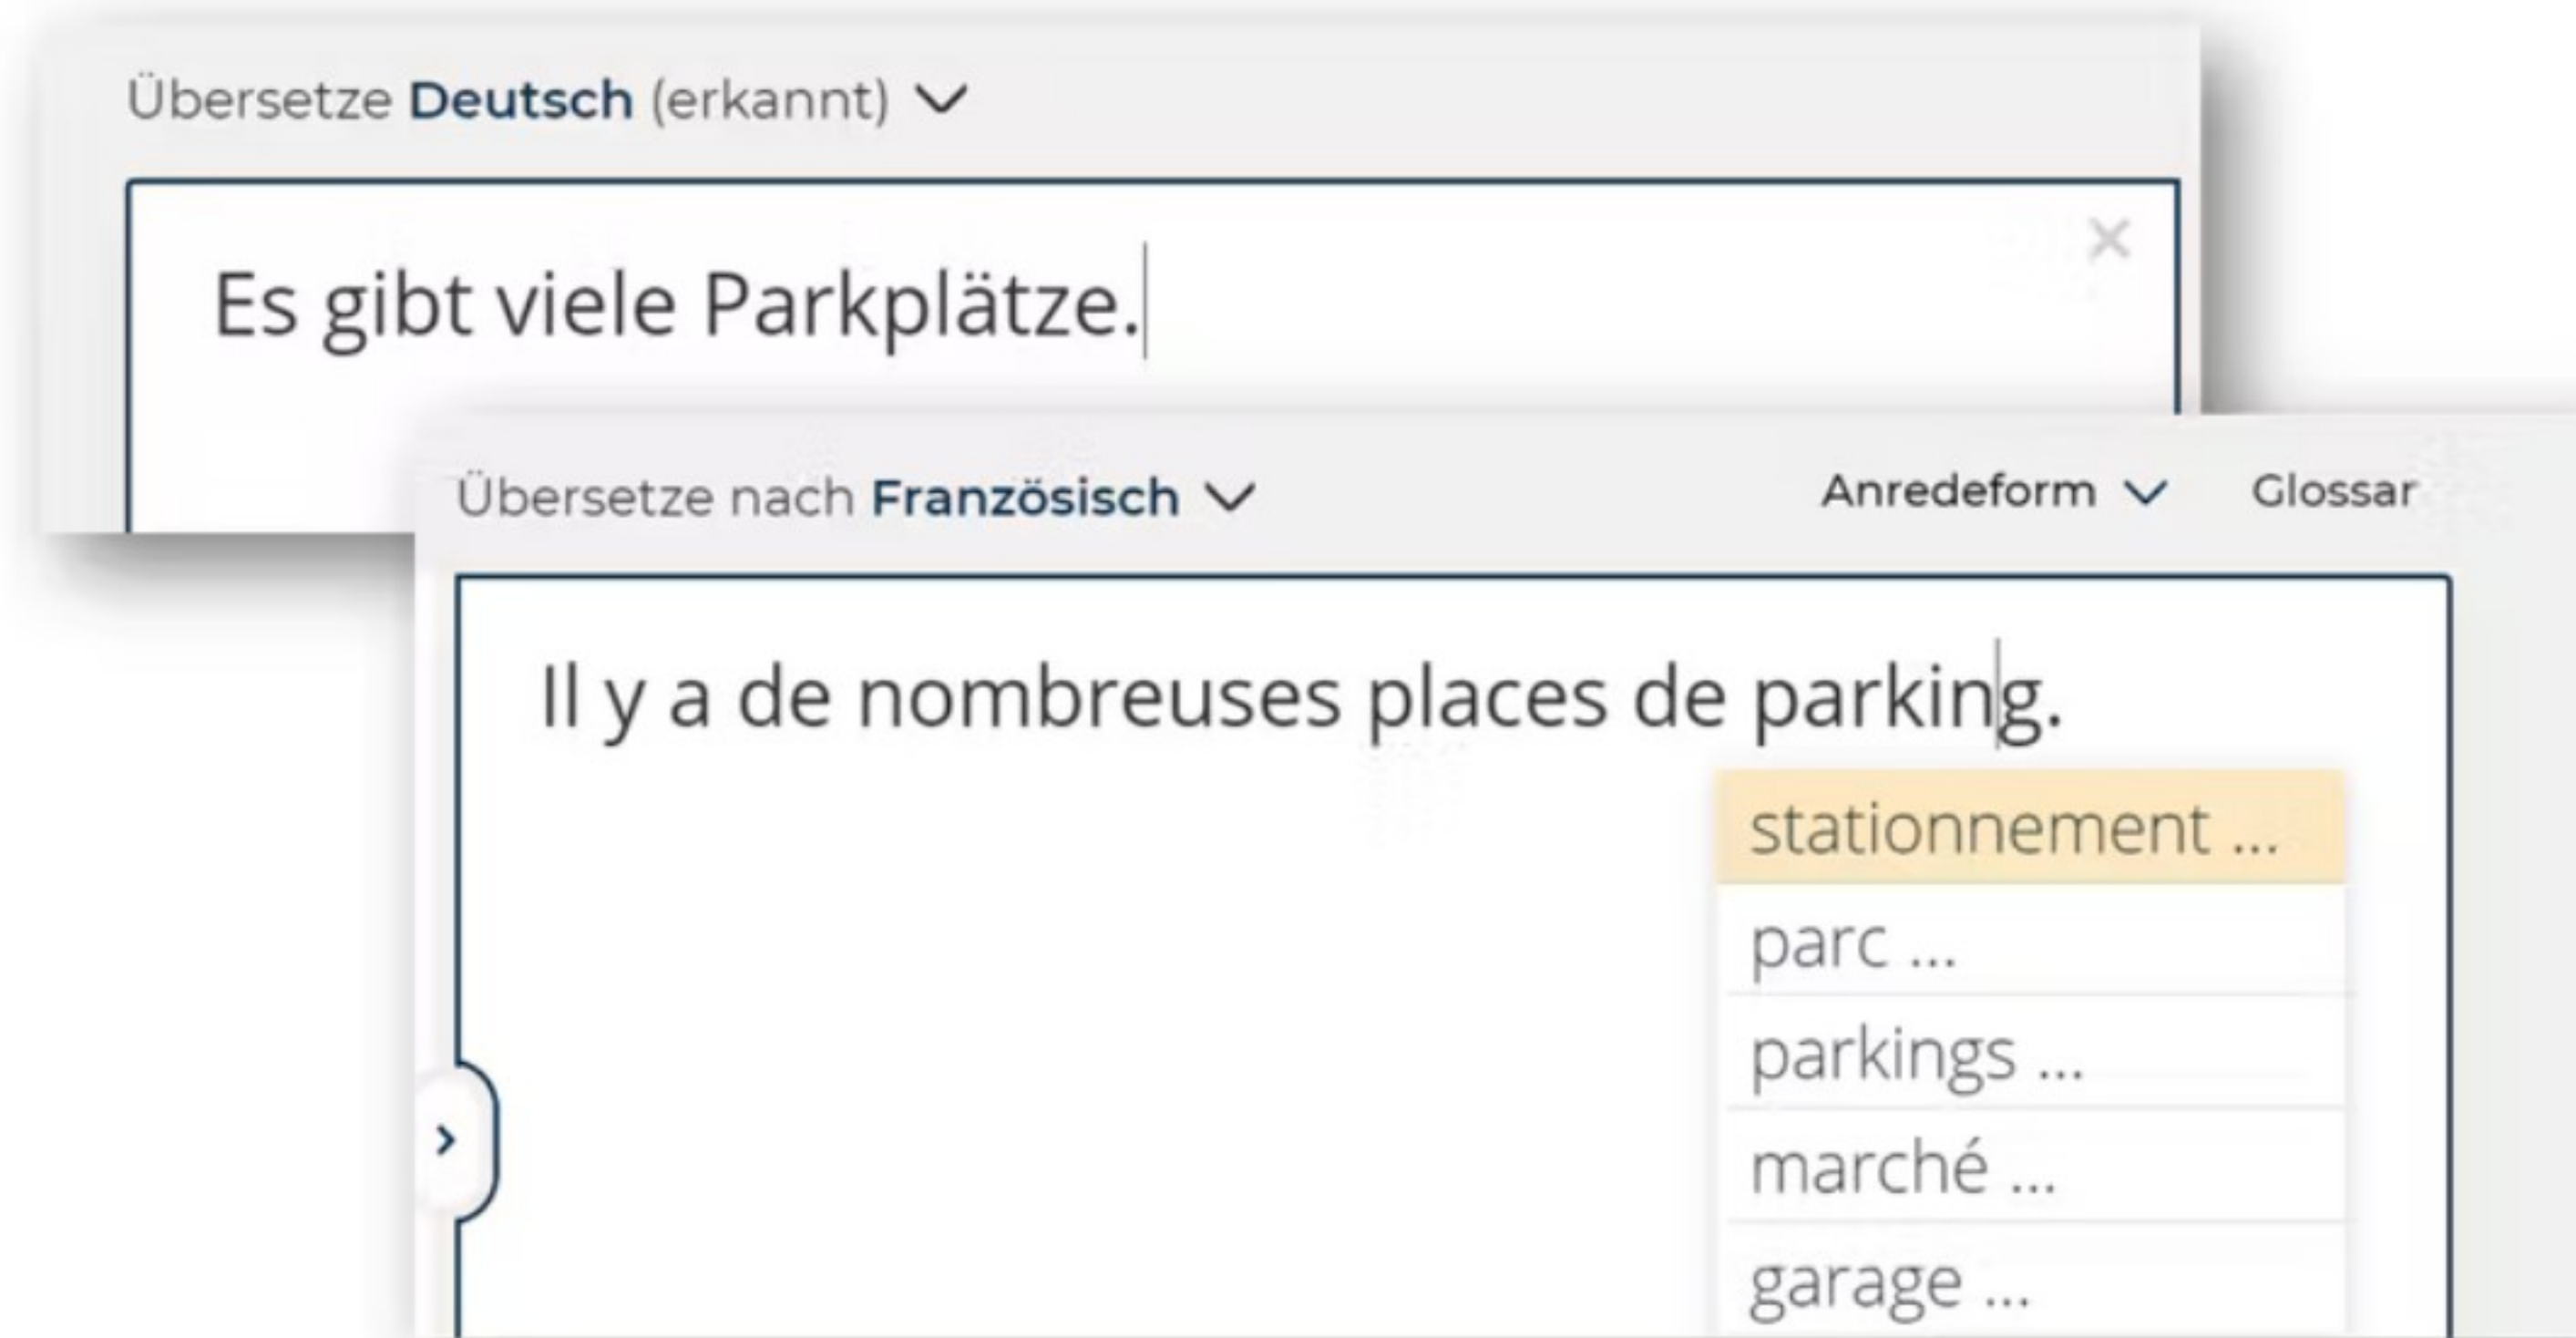 Übersetze Deutsch (erkannt)
Es gibt viele Parkplätze.
Übersetze nach Französisch Anredeform Glossar
Il y a de nombreuses places de parking.
stationnement ...
parc ...
parkings ...
marché ...
garage ...